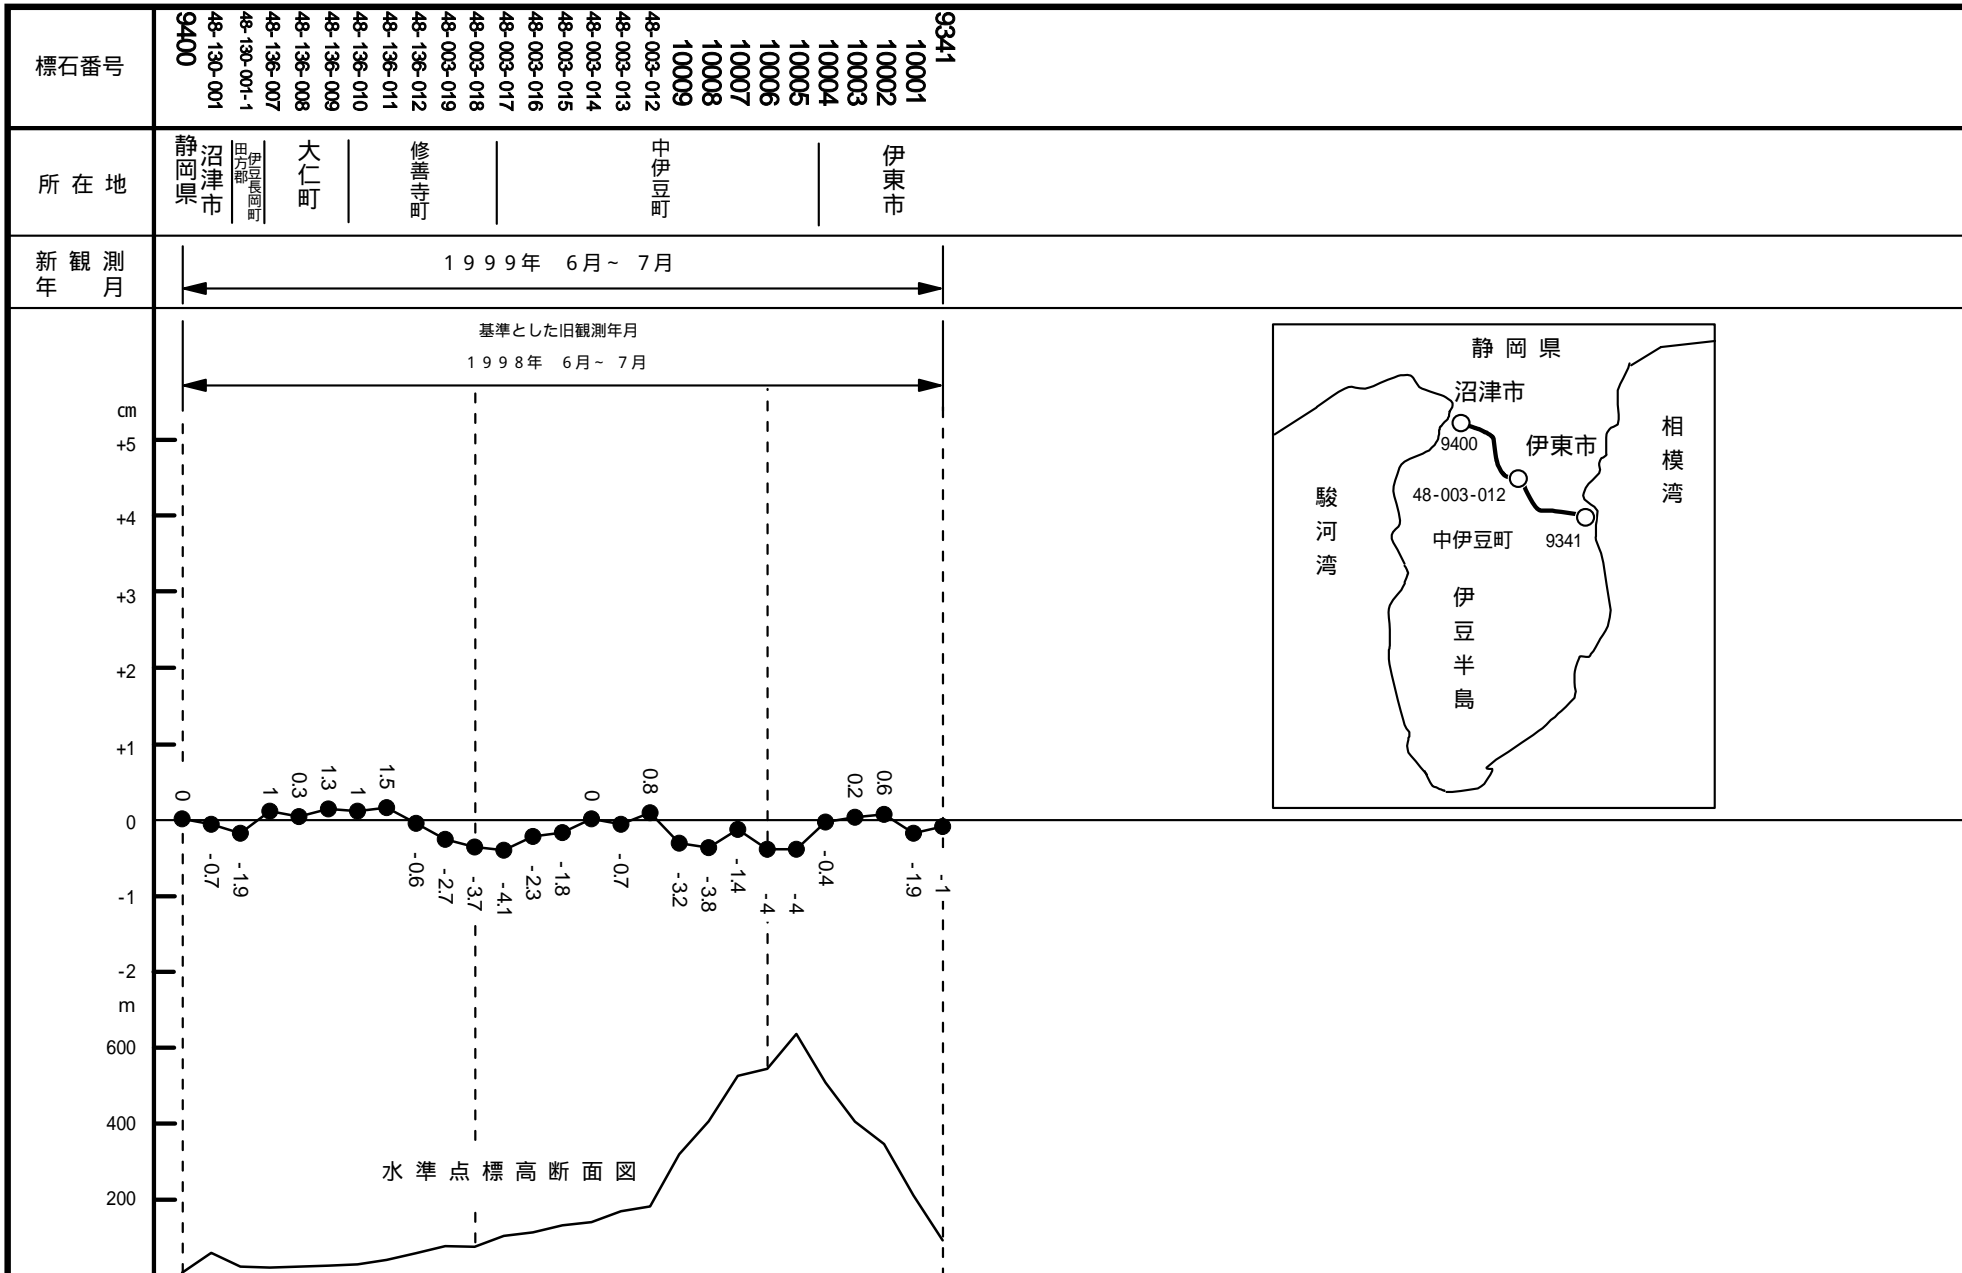 標石番号
9400
48-130-001
48-130-001-1
48-136-007
48-136-008
48-136-009
48-136-010
48-136-011
48-136-012
48-003-019
48-003-018
48-003-017
48-003-016
48-003-015
48-003-014
48-003-013
48-003-012
10009
10008
10007
10006
10005
10004
10003
10002
10001
9341
所在地
静岡県
沼津市
田方郡
伊豆長岡町
大仁町
修善寺町
中伊豆町
伊東市
新観測
年 月
1999年 6月~ 7月
基準とした旧観測年月
1998年 6月~ 7月
cm
+5
+4
+3
+2
+1
0
-1
-2
0
-0.7
-1.9
1
0.3
1.3
1
1.5
-0.6
-2.7
-3.7
-4.1
-2.3
-1.8
0
-0.7
0.8
-3.2
-3.8
-1.4
-4
-4
-0.4
0.2
0.6
-1.9
-1
m
600
400
200
水準点標高断面図
静岡県
沼津市
9400
伊東市
48-003-012
中伊豆町
9341
相模湾
駿河湾
伊豆半島